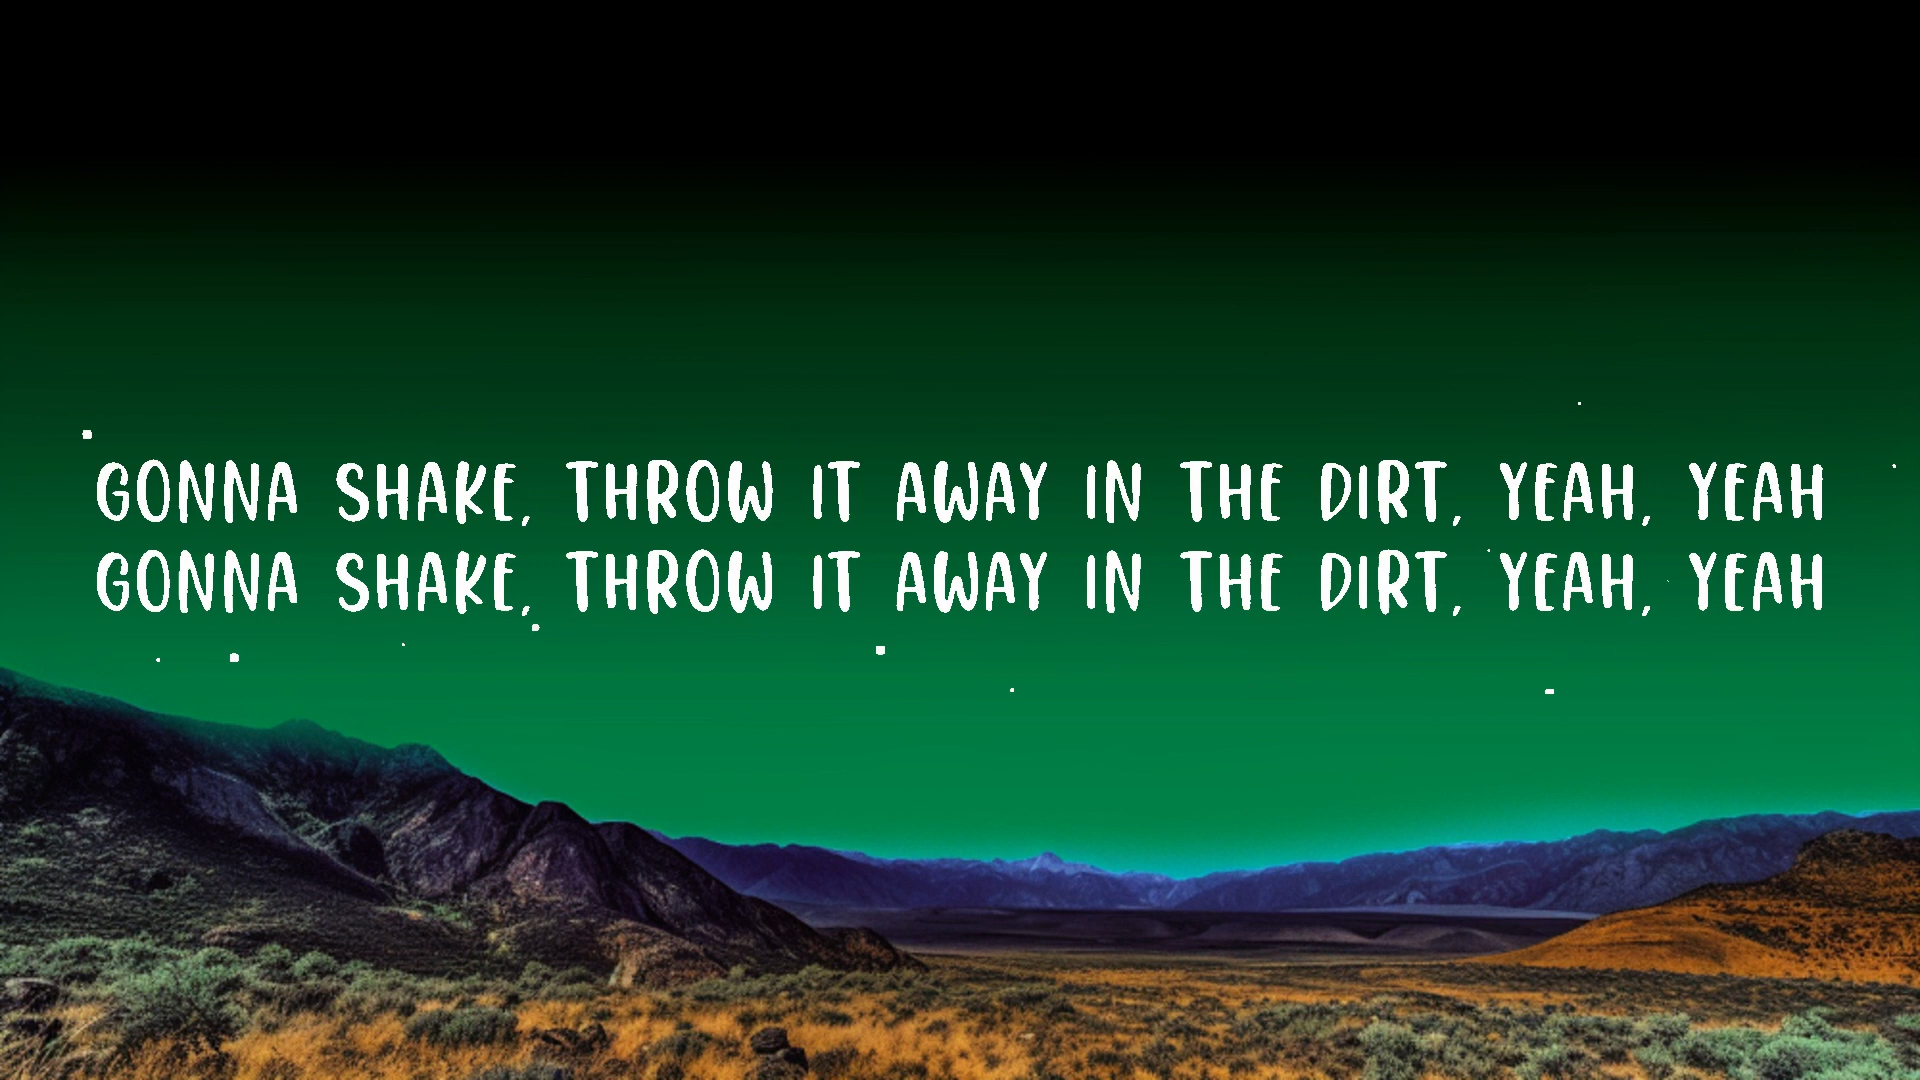 GONNA SHAKE, THROW IT AWAY IN THE DIRT, YEAH, YEAH
GONNA SHAKE, THROW IT AWAY IN THE DIRT, YEAH, YEAH